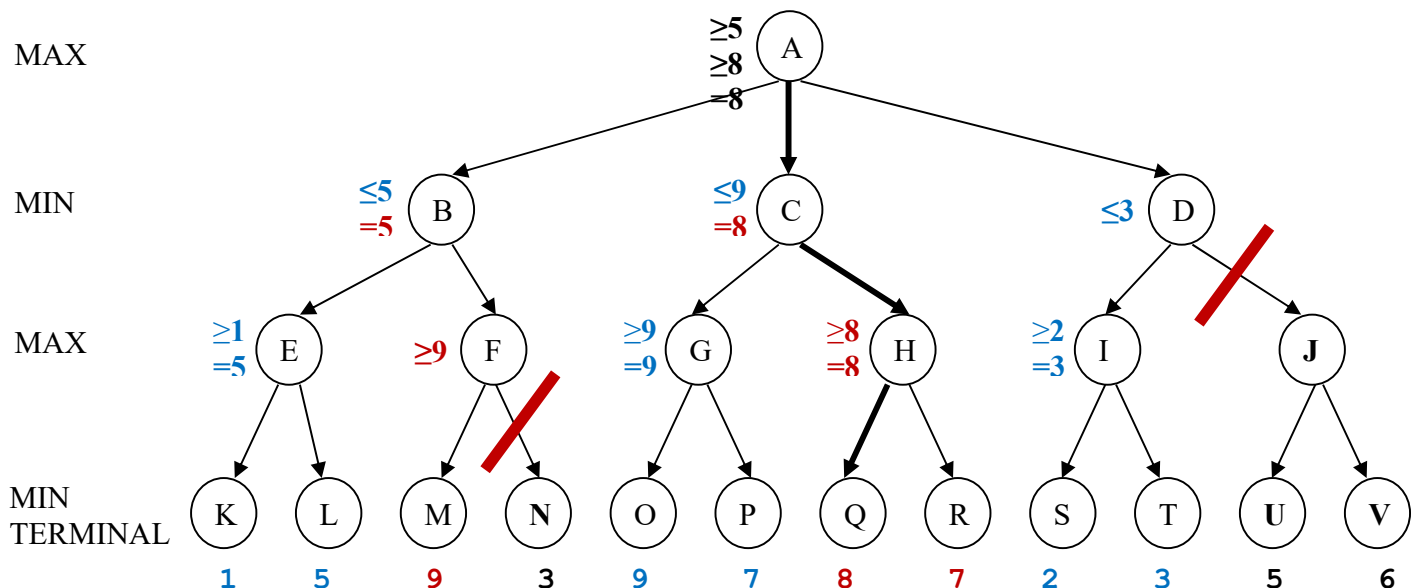 ≥5
MAX A
≥8
=8
MIN ≤5 B ≤9 C ≤3 D
=5 =8
MAX ≥1 E ≥9 F ≥9 G ≥8 H ≥2 I J
=5 =9 =8 =3
MIN K L M N O P Q R S T U V
TERMINAL
1 5 9 3 9 7 8 7 2 3 5 6